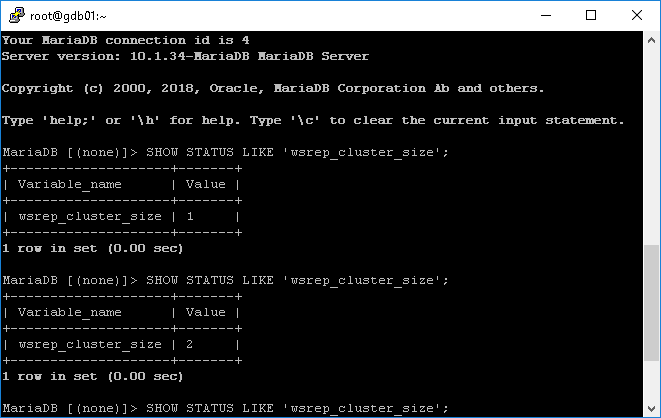 root@gdb01:~
Your MariaDB connection id is 4
Server version: 10.1.34-MariaDB MariaDB Server
Copyright (c) 2000, 2018, Oracle, MariaDB Corporation Ab and others.
Type 'help;' or '\h' for help. Type '\c' to clear the current input statement.
MariaDB [(none)]> SHOW STATUS LIKE 'wsrep_cluster_size';
+--------------------+-------+
| Variable_name      | Value |
+--------------------+-------+
| wsrep_cluster_size | 1     |
+--------------------+-------+
1 row in set (0.00 sec)
MariaDB [(none)]> SHOW STATUS LIKE 'wsrep_cluster_size';
+--------------------+-------+
| Variable_name      | Value |
+--------------------+-------+
| wsrep_cluster_size | 2     |
+--------------------+-------+
1 row in set (0.00 sec)
MariaDB [(none)]> SHOW STATUS LIKE 'wsrep_cluster_size';